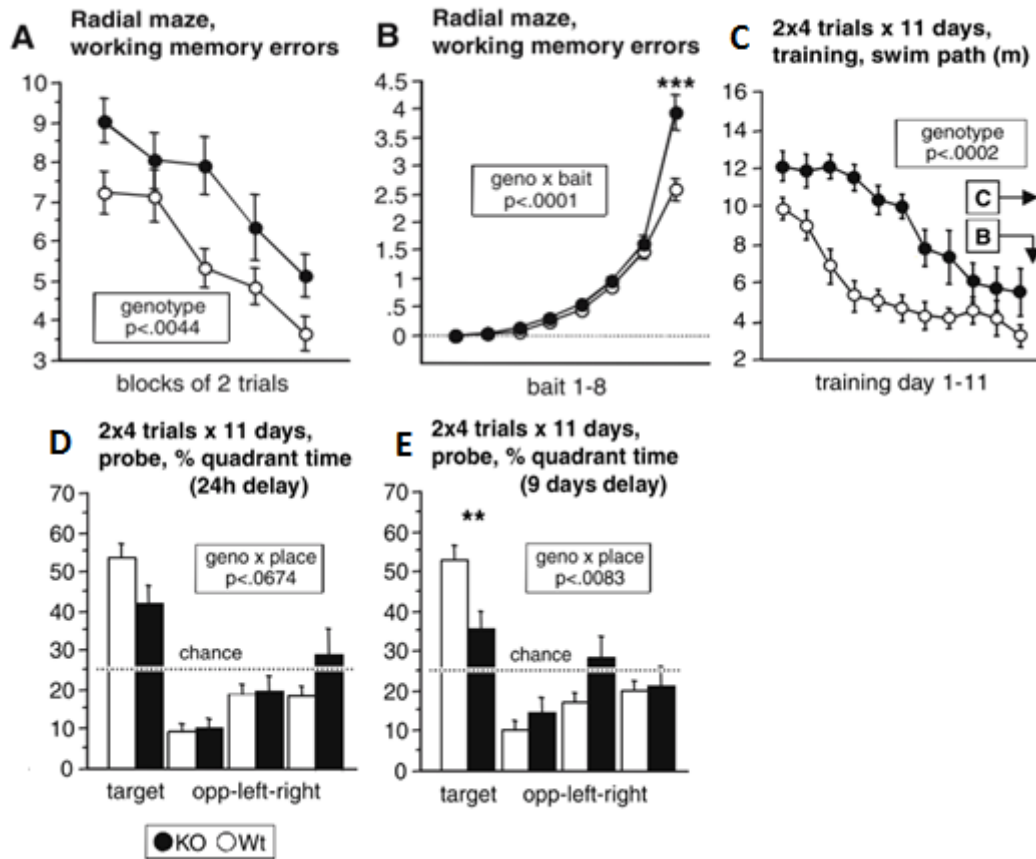 A
Radial maze,
working memory errors
10
9
8
7
6
5
4
3
genotype
p<.0044
blocks of 2 trials
B
Radial maze,
working memory errors
4.5
4
3.5
3
2.5
2
1.5
1
.5
0
***
geno x bait
p<.0001
bait 1-8
C
2x4 trials x 11 days,
training, swim path (m)
16
14
12
10
8
6
4
2
genotype
p<.0002
C
B
training day 1-11
D
2x4 trials x 11 days,
probe, % quadrant time
(24h delay)
70
60
50
40
30
20
10
0
geno x place
p<.0674
chance
target
opp-left-right
E
2x4 trials x 11 days,
probe, % quadrant time
(9 days delay)
70
60
50
40
30
20
10
0
**
geno x place
p<.0083
chance
target
opp-left-right
KO Wt